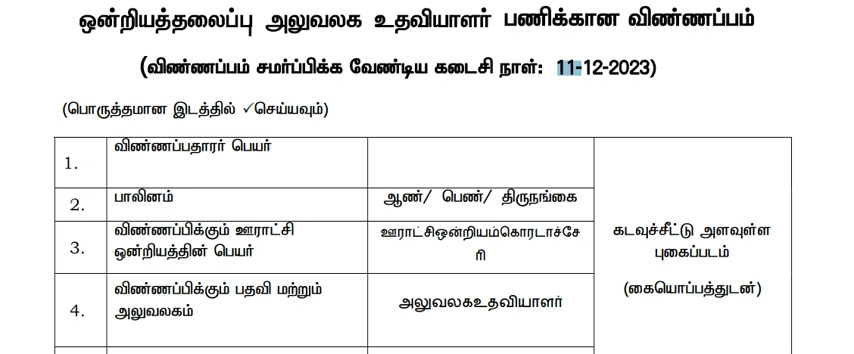 ஒன்றியத்தலைப்பு அலுவலக உதவியாளர் பணிக்கான விண்ணப்பம்
(விண்ணப்பம் சமர்ப்பிக்க வேண்டிய கடைசி நாள்: 11-12-2023)
(பொருத்தமான இடத்தில் ✓செய்யவும்)
1.
விண்ணப்பதாரர் பெயர்
2.
பாலினம்
ஆண்/ பெண்/ திருநங்கை
3.
விண்ணப்பிக்கும் ஊராட்சி
ஒன்றியத்தின் பெயர்
ஊராட்சிஒன்றியம்கொரடாச்சே
ரி
4.
விண்ணப்பிக்கும் பதவி மற்றும்
அலுவலகம்
அலுவலகஉதவியாளர்
கடவுச்சீட்டு அளவுள்ள
புகைப்படம்
(கையொப்பத்துடன்)